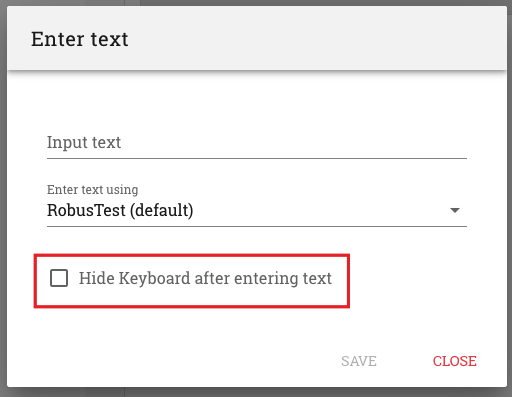 Enter text
Input text
Enter text using
RobusTest (default)
Hide Keyboard after entering text
SAVE CLOSE